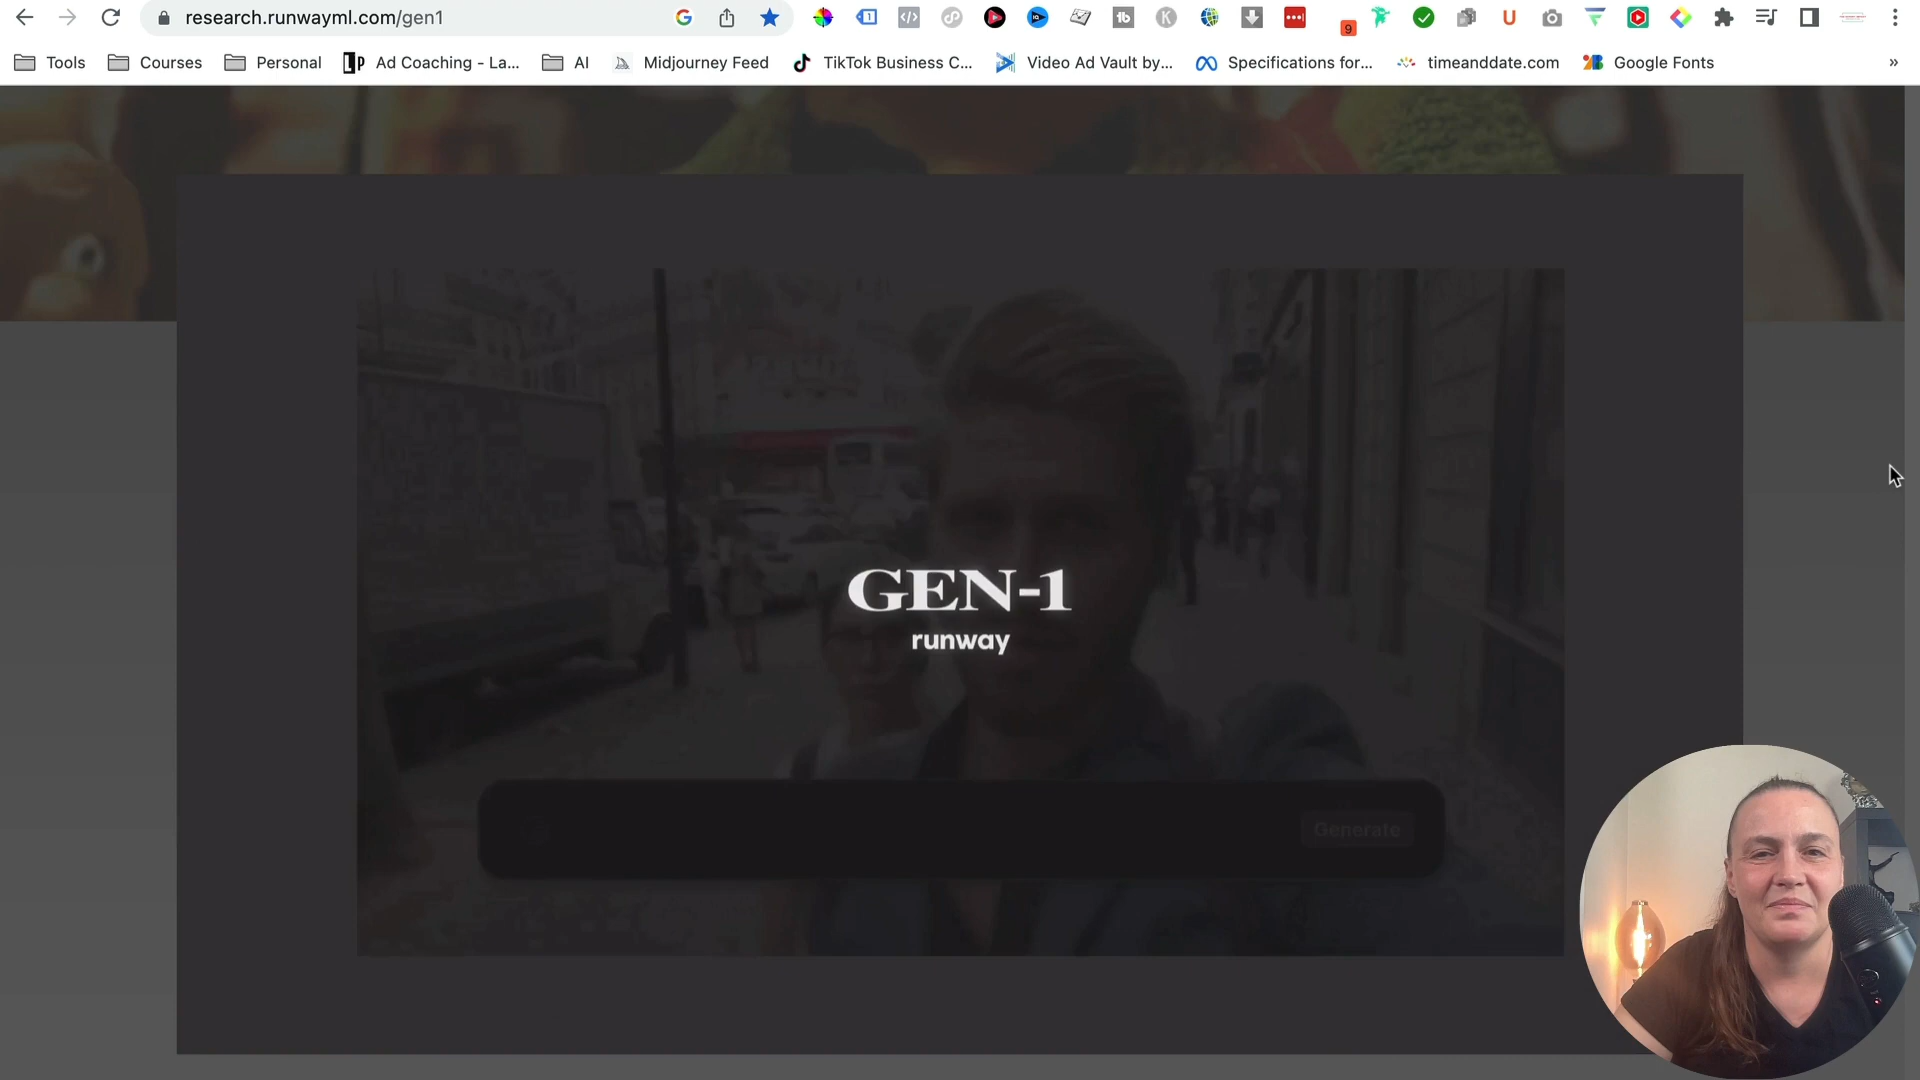 research.runwayml.com/gen1
9
Tools
Courses
Personal
Ad Coaching - La...
AI
Midjourney Feed
TikTok Business C...
Video Ad Vault by...
Specifications for...
timeanddate.com
Google Fonts
»
GEN-1
runway
Generate